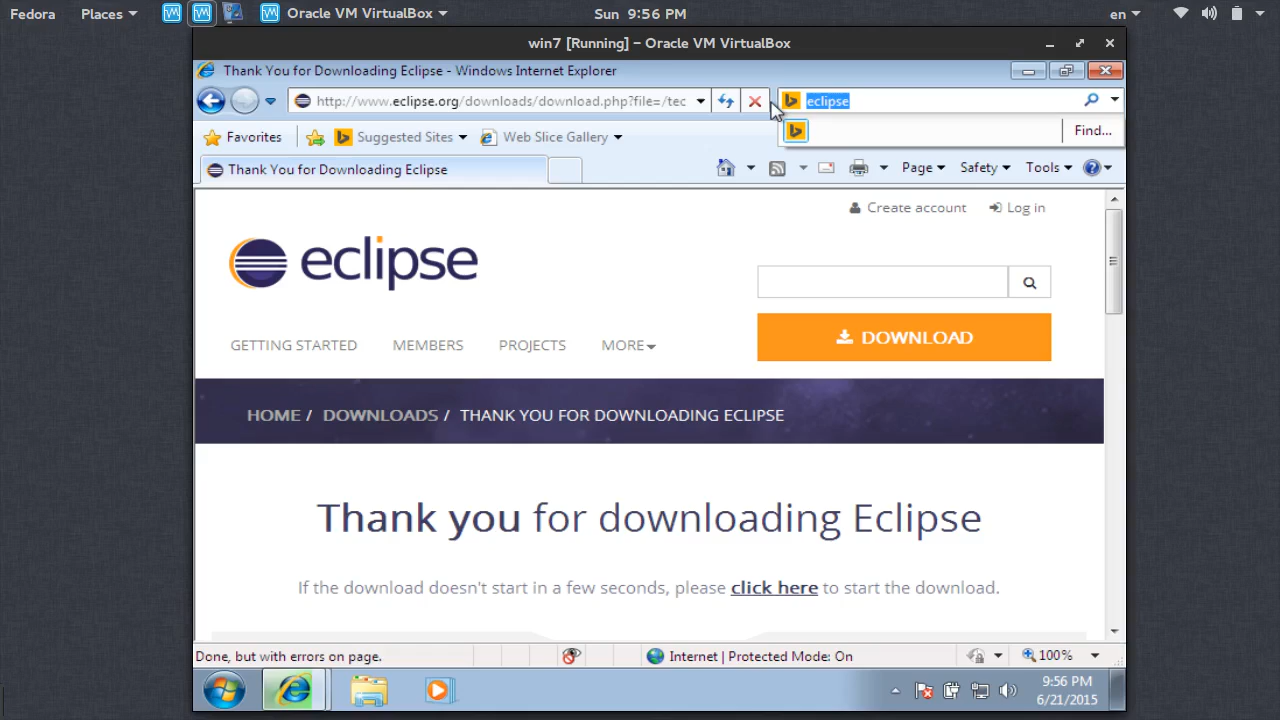 Fedora Places Oracle VM VirtualBox Sun 9:56 PM en
win7 [Running] – Oracle VM VirtualBox
Thank You for Downloading Eclipse - Windows Internet Explorer
http://www.eclipse.org/downloads/download.php?file=/tec eclipse
Favorites Suggested Sites Web Slice Gallery Find...
Thank You for Downloading Eclipse Page Safety Tools
Create account Log in
eclipse
DOWNLOAD
GETTING STARTED MEMBERS PROJECTS MORE
HOME / DOWNLOADS / THANK YOU FOR DOWNLOADING ECLIPSE
Thank you for downloading Eclipse
If the download doesn't start in a few seconds, please click here to start the download.
Done, but with errors on page. Internet | Protected Mode: On 100%
9:56 PM
6/21/2015